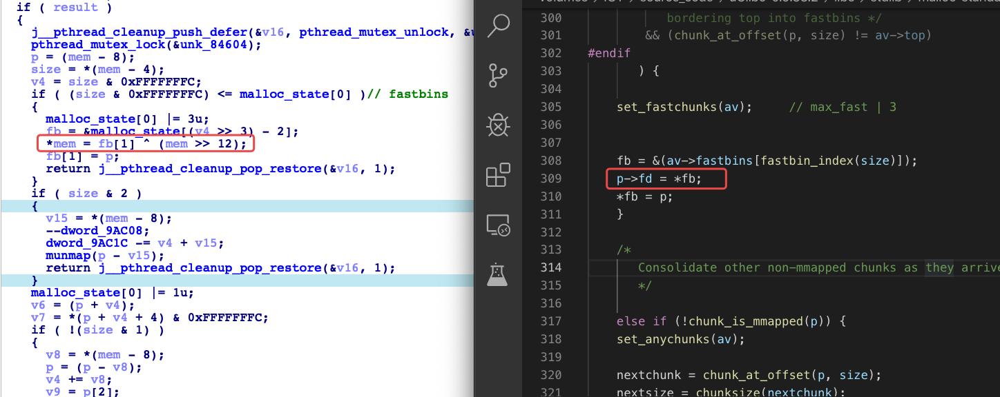 if ( result )
{
j__pthread_cleanup_push_defer(&v16, pthread_mutex_unlock, &u
pthread_mutex_lock(&unk_84604);
p = (mem - 8);
size = *(mem - 4);
v4 = size & 0xFFFFFFFC;
if ( (size & 0xFFFFFFFC) <= malloc_state[0] )// fastbins
{
malloc_state[0] |= 3u;
fb = &malloc_state[(v4 >> 3) - 2];
*mem = fb[1] ^ (mem >> 12);
fb[1] = p;
return j__pthread_cleanup_pop_restore(&v16, 1);
}
if ( size & 2 )
{
v15 = *(mem - 8);
--dword_9AC08;
dword_9AC1C -= v4 + v15;
munmap(p - v15);
return j__pthread_cleanup_pop_restore(&v16, 1);
}
malloc_state[0] |= 1u;
v6 = (p + v4);
v7 = *(p + v4 + 4) & 0xFFFFFFFC;
if ( !(size & 1) )
{
v8 = *(mem - 8);
p = (p - v8);
v4 += v8;
v9 = p[2];
300 bordering top into fastbins */
301 && (chunk_at_offset(p, size) != av->top)
302 #endif
303 ) {
304
305 set_fastchunks(av); // max_fast | 3
306
307
308 fb = &(av->fastbins[fastbin_index(size)]);
309 p->fd = *fb;
310 *fb = p;
311 }
312
313 /*
314 Consolidate other non-mmapped chunks as they arrive
315 */
316
317 else if (!chunk_is_mmapped(p)) {
318 set_anychunks(av);
319
320 nextchunk = chunk_at_offset(p, size);
321 nextsize = chunksize(nextchunk);